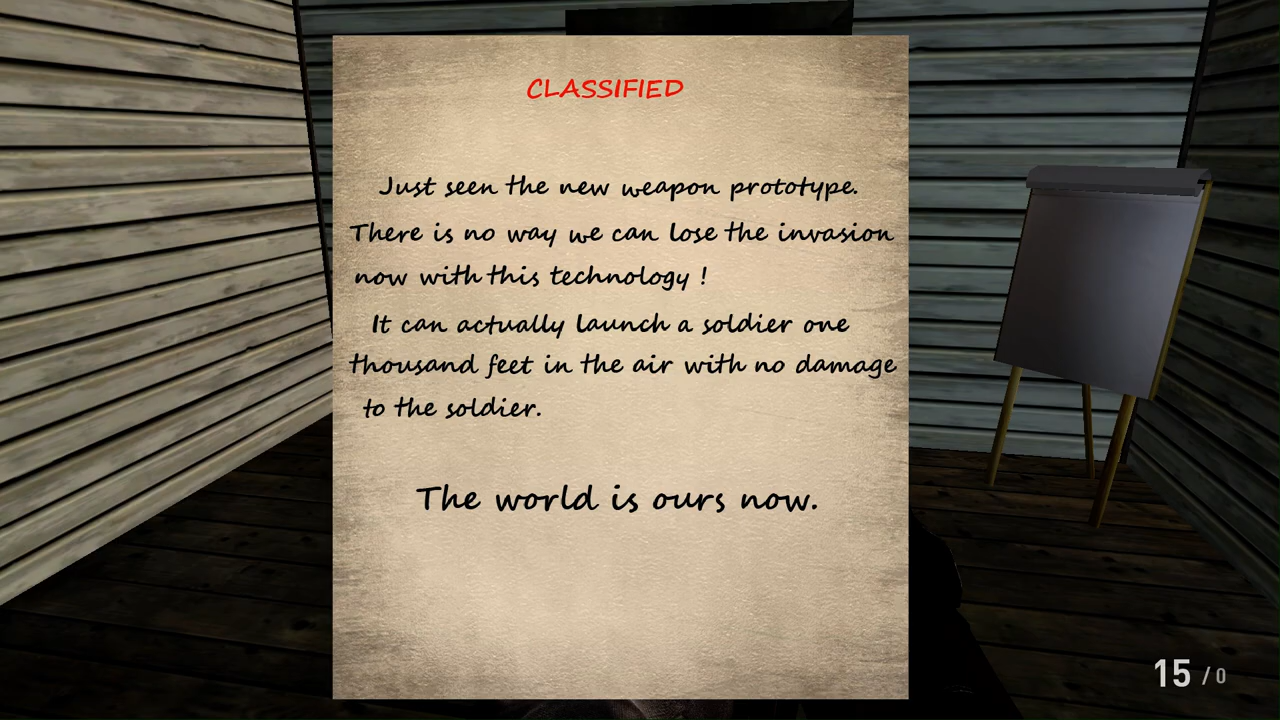 CLASSIFIED
Just seen the new weapon prototype.
There is no way we can lose the invasion
now with this technology !
It can actually launch a soldier one
thousand feet in the air with no damage
to the soldier.
The world is ours now.
15 / 0